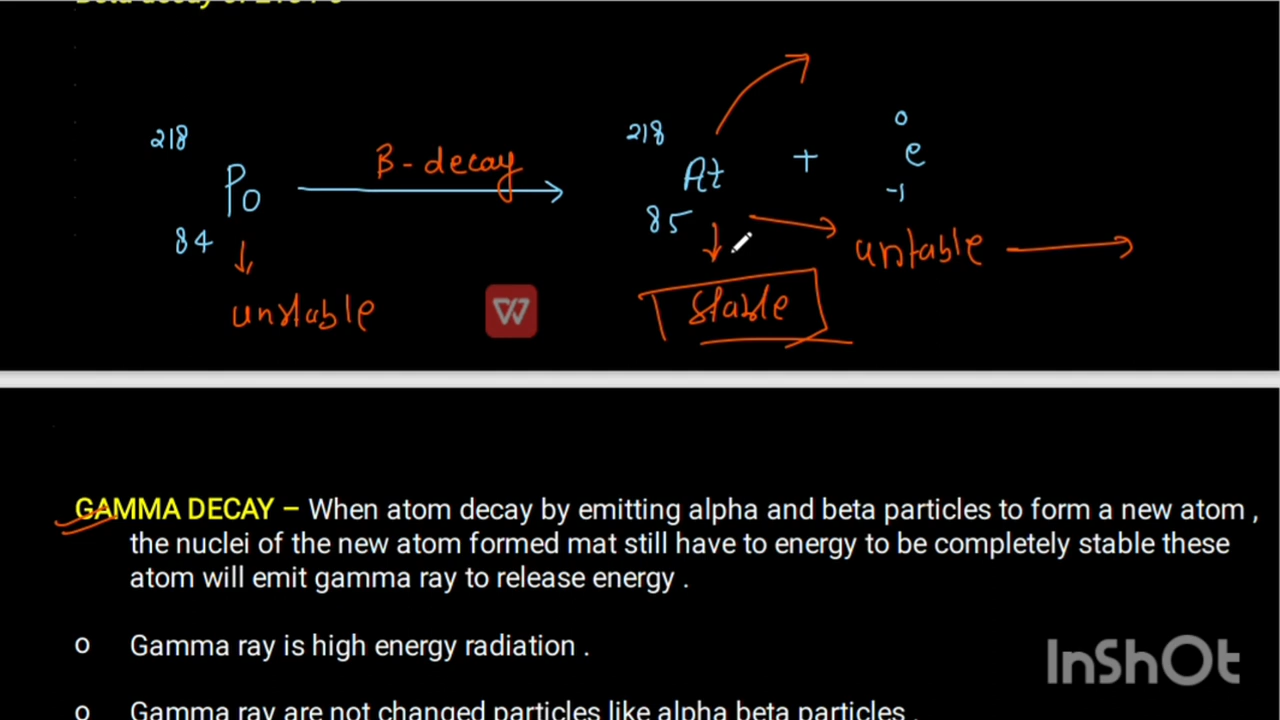 218 218 0
Po B-decay At + e
84 85 -1
unstable stable unstable
GAMMA DECAY – When atom decay by emitting alpha and beta particles to form a new atom ,
the nuclei of the new atom formed mat still have to energy to be completely stable these
atom will emit gamma ray to release energy .
o Gamma ray is high energy radiation .
o Gamma ray are not changed particles like alpha beta particles .
InShOt